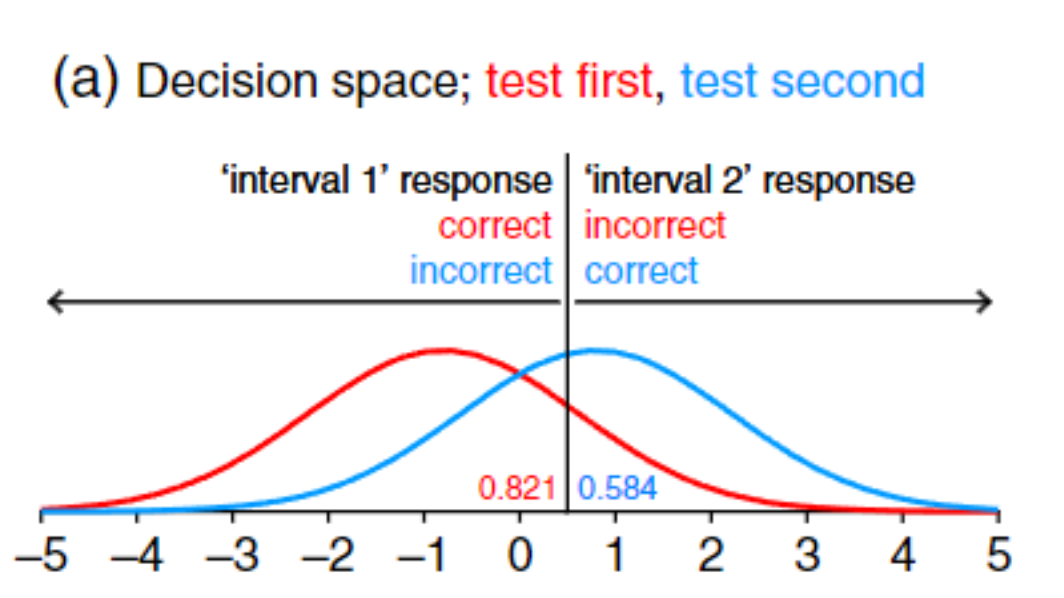 (a) Decision space; test first, test second
‘interval 1’ response ‘interval 2’ response
correct incorrect
incorrect correct
0.821 0.584
–5 –4 –3 –2 –1 0 1 2 3 4 5